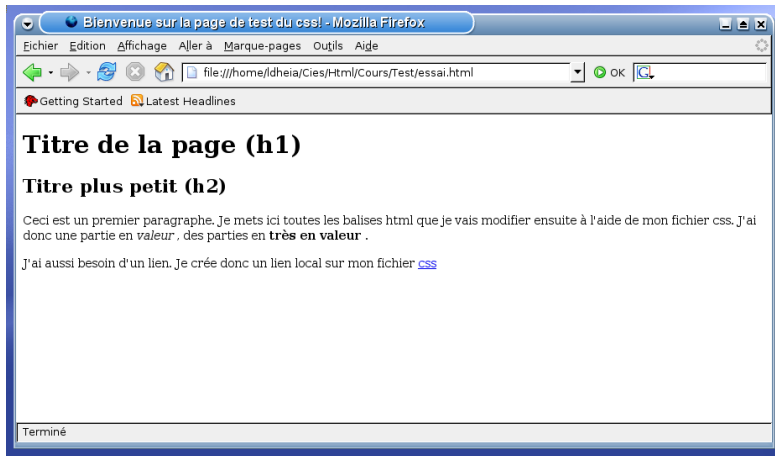 Bienvenue sur la page de test du css! - Mozilla Firefox
Fichier Edition Affichage Aller à Marque-pages Outils Aide
file:///home/ldheia/Cies/Html/Cours/Test/essai.html OK G
Getting Started Latest Headlines
Titre de la page (h1)
Titre plus petit (h2)
Ceci est un premier paragraphe. Je mets ici toutes les balises html que je vais modifier ensuite à l'aide de mon fichier css. J'ai
donc une partie en valeur , des parties en très en valeur .
J'ai aussi besoin d'un lien. Je crée donc un lien local sur mon fichier css
Terminé